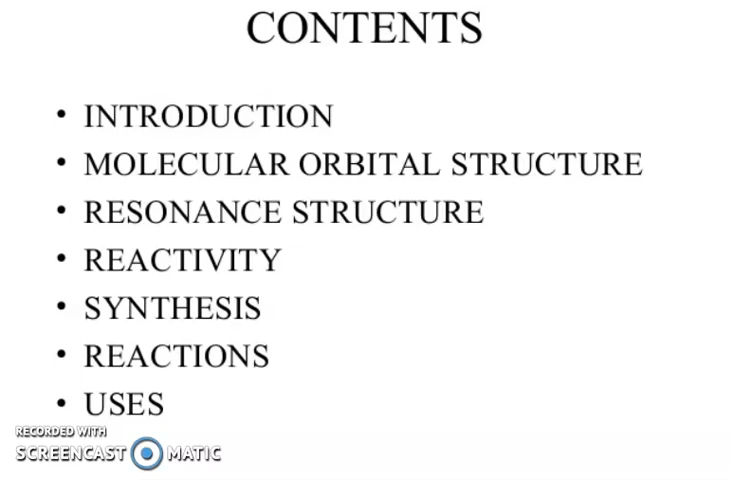 CONTENTS
• INTRODUCTION
• MOLECULAR ORBITAL STRUCTURE
• RESONANCE STRUCTURE
• REACTIVITY
• SYNTHESIS
• REACTIONS
• USES
RECORDED WITH
SCREENCAST MATIC